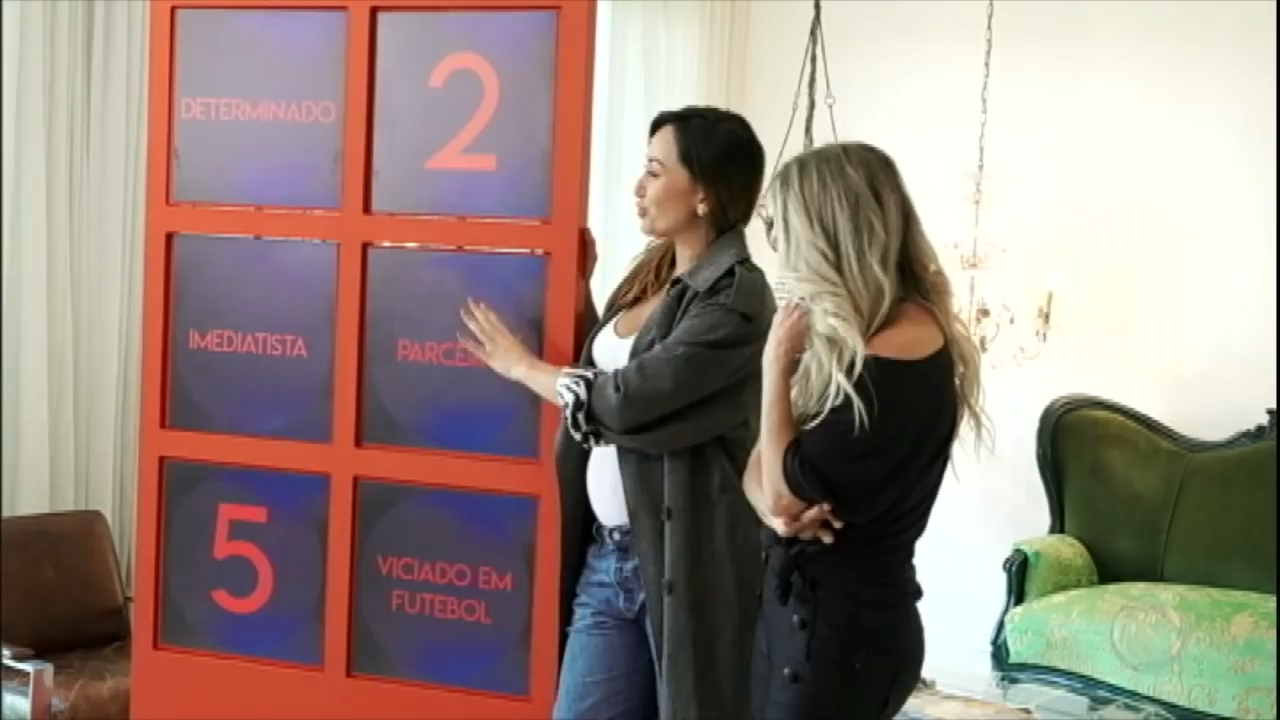 DETERMINADO
2
IMEDIATISTA
5
VICIADO EM
FUTEBOL